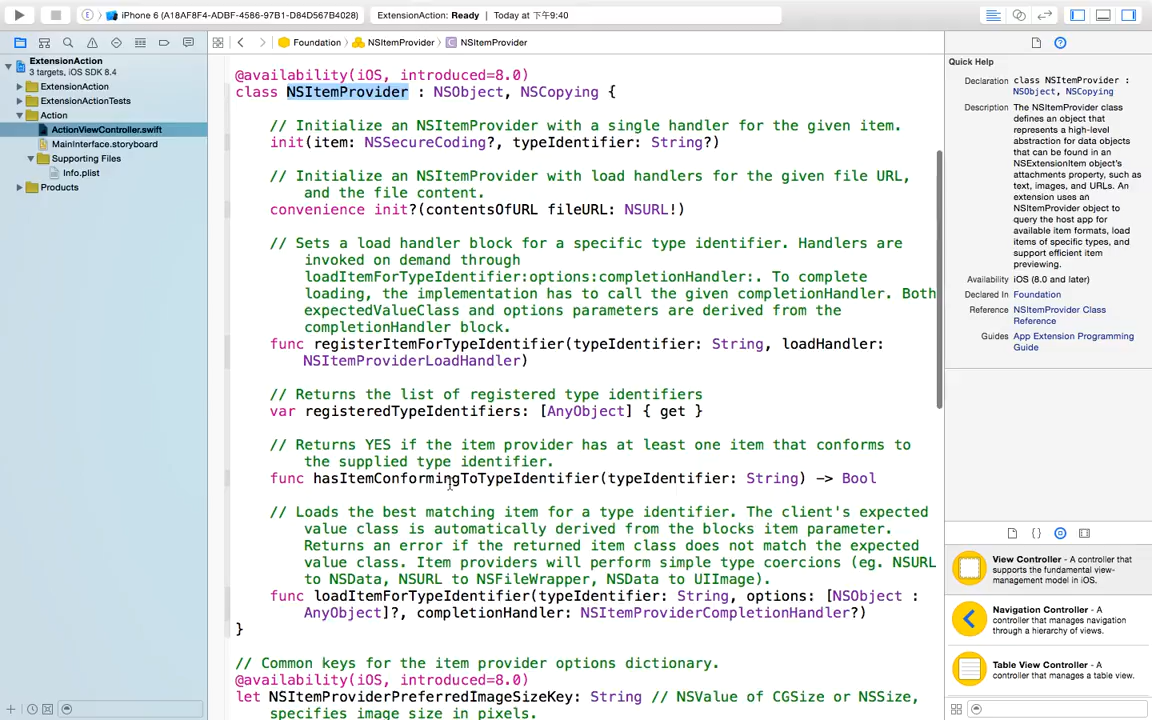 iPhone 6 (A18AF8F4-ADBF-4586-97B1-D84D567B4028)
ExtensionAction: Ready | Today at 下午9:40
ExtensionAction
3 targets, iOS SDK 8.4
ExtensionAction
ExtensionActionTests
Action
ActionViewController.swift
MainInterface.storyboard
Supporting Files
Info.plist
Products
Foundation
NSItemProvider
C NSItemProvider
@availability(iOS, introduced=8.0)
class NSItemProvider : NSObject, NSCopying {
// Initialize an NSItemProvider with a single handler for the given item.
init(item: NSSecureCoding?, typeIdentifier: String?)
// Initialize an NSItemProvider with load handlers for the given file URL,
and the file content.
convenience init?(contentsOfURL fileURL: NSURL!)
// Sets a load handler block for a specific type identifier. Handlers are
invoked on demand through
loadItemForTypeIdentifier:options:completionHandler:. To complete
loading, the implementation has to call the given completionHandler. Both
expectedValueClass and options parameters are derived from the
completionHandler block.
func registerItemForTypeIdentifier(typeIdentifier: String, loadHandler:
NSItemProviderLoadHandler)
// Returns the list of registered type identifiers
var registeredTypeIdentifiers: [AnyObject] { get }
// Returns YES if the item provider has at least one item that conforms to
the supplied type identifier.
func hasItemConformingToTypeIdentifier(typeIdentifier: String) -> Bool
// Loads the best matching item for a type identifier. The client's expected
value class is automatically derived from the blocks item parameter.
Returns an error if the returned item class does not match the expected
value class. Item providers will perform simple type coercions (eg. NSURL
to NSData, NSURL to NSFileWrapper, NSData to UIImage).
func loadItemForTypeIdentifier(typeIdentifier: String, options: [NSObject :
AnyObject]?, completionHandler: NSItemProviderCompletionHandler?)
}
// Common keys for the item provider options dictionary.
@availability(iOS, introduced=8.0)
let NSItemProviderPreferredImageSizeKey: String // NSValue of CGSize or NSSize,
specifies image size in pixels.
Quick Help
Declaration class NSItemProvider :
NSObject, NSCopying
Description The NSItemProvider class
defines an object that
represents a high-level
abstraction for data objects
that can be found in an
NSExtensionItem object's
attachments property, such as
text, images, and URLs. An
extension uses an
NSItemProvider object to
query the host app for
available item formats, load
items of specific types, and
support efficient item
previewing.
Availability iOS (8.0 and later)
Declared In Foundation
Reference NSItemProvider Class
Reference
Guides App Extension Programming
Guide
View Controller - A controller that
supports the fundamental view-
management model in iOS.
Navigation Controller - A
controller that manages navigation
through a hierarchy of views.
Table View Controller - A
controller that manages a table view.